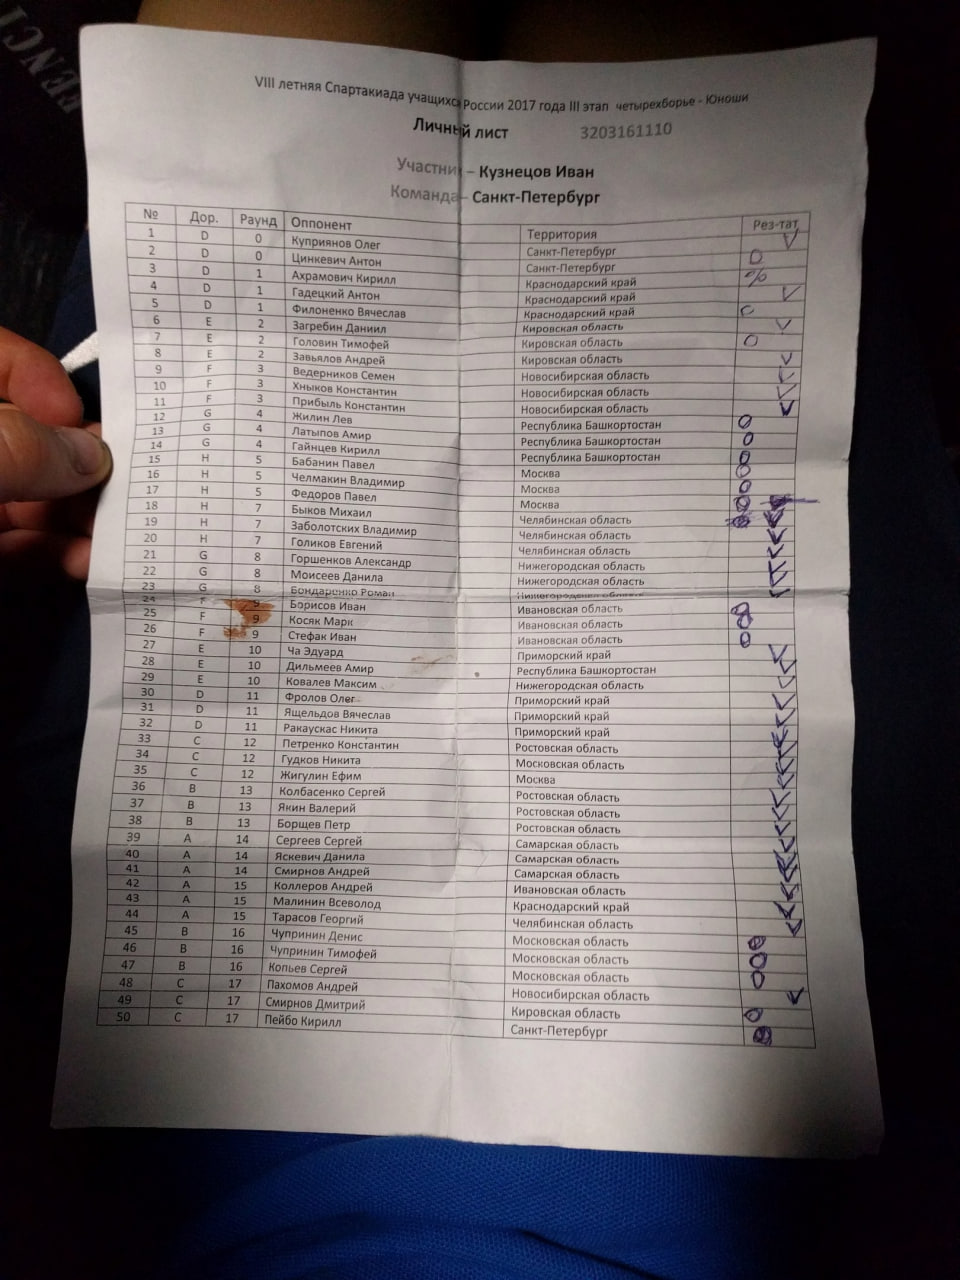 FENCI
VIII летняя Спартакиада учащихся России 2017 года III этап четырехборье - Юноши
Личный лист 3203161110
Участник – Кузнецов Иван
Команда – Санкт-Петербург
№ Дор. Раунд Оппонент Территория Рез-тат
1 D 0 Куприянов Олег Санкт-Петербург V
2 D 0 Цинкевич Антон Санкт-Петербург 0
3 D 1 Ахрамович Кирилл Краснодарский край %
4 D 1 Гадецкий Антон Краснодарский край V
5 D 1 Филоненко Вячеслав Краснодарский край 0
6 E 2 Загребин Даниил Кировская область V
7 E 2 Головин Тимофей Кировская область 0
8 E 2 Завьялов Андрей Кировская область V
9 F 3 Ведерников Семен Новосибирская область V
10 F 3 Хныков Константин Новосибирская область V
11 F 3 Прибыль Константин Новосибирская область V
12 G 4 Жилин Лев Республика Башкортостан 0
13 G 4 Латыпов Амир Республика Башкортостан 0
14 G 4 Гайнцев Кирилл Республика Башкортостан 0
15 H 5 Бабанин Павел Москва 0
16 H 5 Челмакин Владимир Москва 0
17 H 5 Федоров Павел Москва 0
18 H 7 Быков Михаил Челябинская область V
19 H 7 Заболотских Владимир Челябинская область V
20 H 7 Голиков Евгений Челябинская область V
21 G 8 Горшенков Александр Нижегородская область V
22 G 8 Моисеев Данила Нижегородская область V
23 G 8 Бондаренко Роман Нижегородская область V
24 F 9 Борисов Иван Ивановская область 0
25 F 9 Косяк Марк Ивановская область 0
26 F 9 Стефак Иван Ивановская область 0
27 E 10 Ча Эдуард Приморский край V
28 E 10 Дильмеев Амир Республика Башкортостан V
29 E 10 Ковалев Максим Нижегородская область V
30 D 11 Фролов Олег Приморский край V
31 D 11 Ящельдов Вячеслав Приморский край V
32 D 11 Ракаускас Никита Приморский край V
33 C 12 Петренко Константин Ростовская область V
34 C 12 Гудков Никита Московская область V
35 C 12 Жигулин Ефим Москва V
36 B 13 Колбасенко Сергей Ростовская область V
37 B 13 Якин Валерий Ростовская область V
38 B 13 Борщев Петр Ростовская область V
39 A 14 Сергеев Сергей Самарская область V
40 A 14 Яскевич Данила Самарская область V
41 A 14 Смирнов Андрей Самарская область V
42 A 15 Коллеров Андрей Ивановская область V
43 A 15 Малинин Всеволод Краснодарский край V
44 A 15 Тарасов Георгий Челябинская область V
45 B 16 Чупринин Денис Московская область 0
46 B 16 Чупринин Тимофей Московская область 0
47 B 16 Копьев Сергей Московская область 0
48 C 17 Пахомов Андрей Новосибирская область V
49 C 17 Смирнов Дмитрий Кировская область 0
50 C 17 Пейбо Кирилл Санкт-Петербург 0